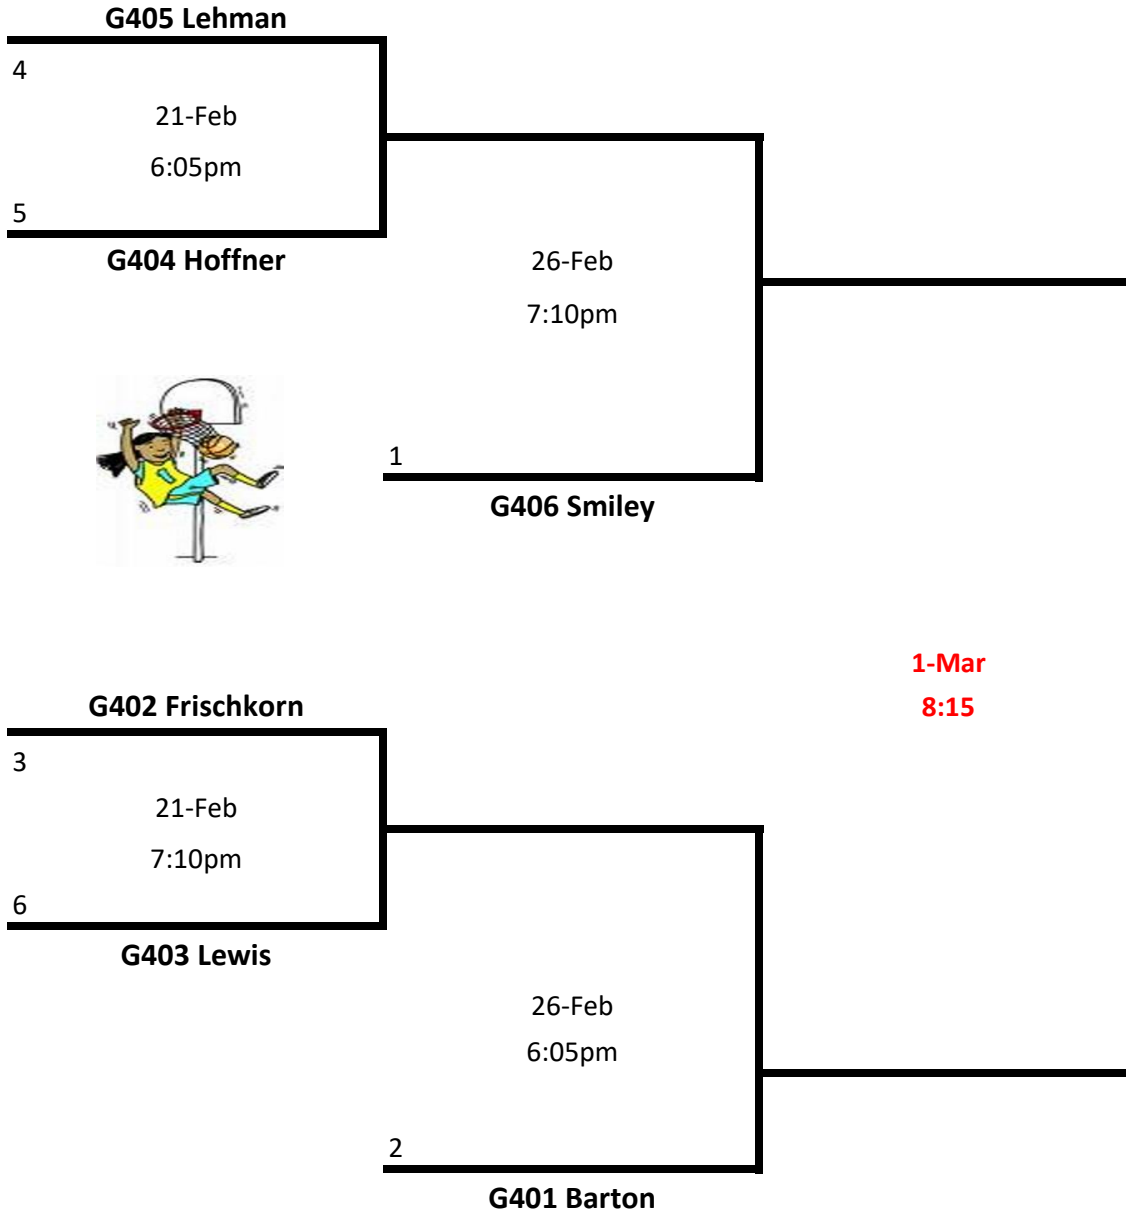 G405 Lehman
4
21-Feb
6:05pm
5
G404 Hoffner
26-Feb
7:10pm
1
G406 Smiley
1-Mar
8:15
G402 Frischkorn
3
21-Feb
7:10pm
6
G403 Lewis
26-Feb
6:05pm
2
G401 Barton